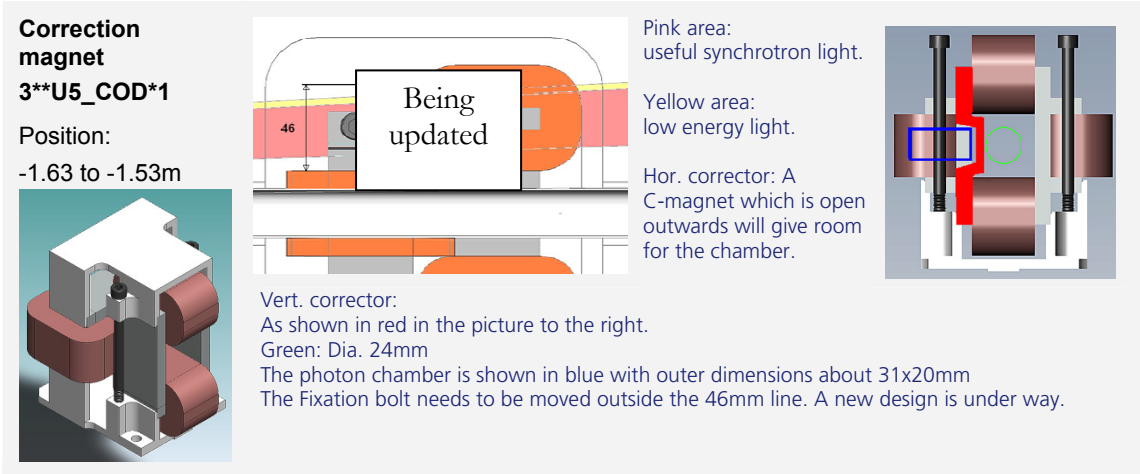 Correction
magnet
3**U5_COD*1
Position:
-1.63 to -1.53m
46
Being
updated
Pink area:
useful synchrotron light.
Yellow area:
low energy light.
Hor. corrector: A
C-magnet which is open
outwards will give room
for the chamber.
Vert. corrector:
As shown in red in the picture to the right.
Green: Dia. 24mm
The photon chamber is shown in blue with outer dimensions about 31x20mm
The Fixation bolt needs to be moved outside the 46mm line. A new design is under way.